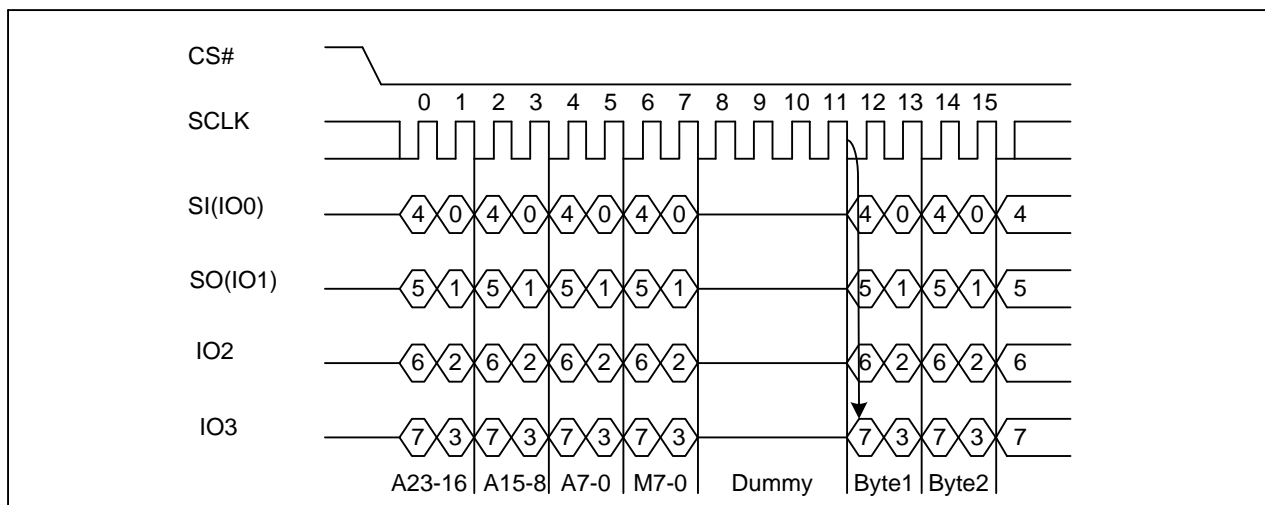 CS#
0 1 2 3 4 5 6 7 8 9 10 11 12 13 14 15
SCLK
SI(IO0) 4 0 4 0 4 0 4 0 4 0 4 0 4
SO(IO1) 5 1 5 1 5 1 5 1 5 1 5 1 5
IO2 6 2 6 2 6 2 6 2 6 2 6 2 6
IO3 7 3 7 3 7 3 7 3 7 3 7 3 7
A23-16 A15-8 A7-0 M7-0 Dummy Byte1 Byte2